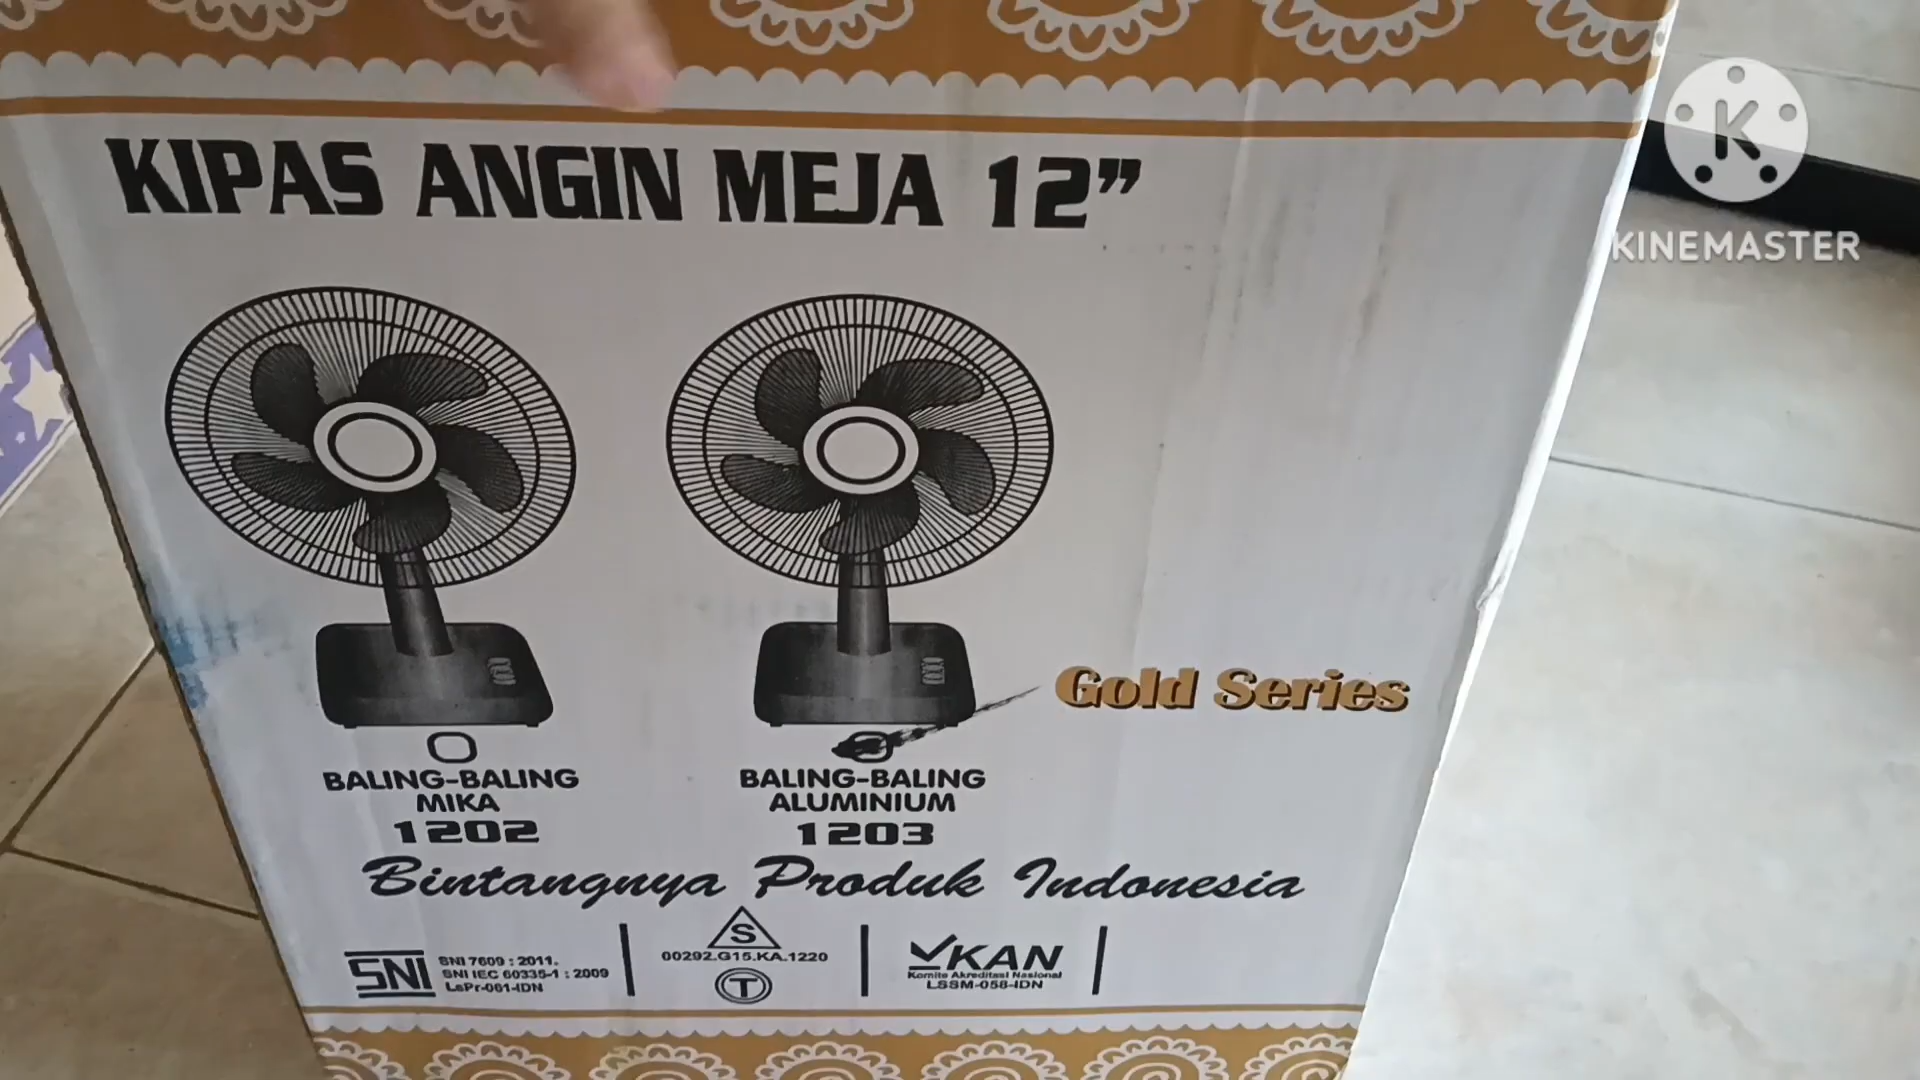 KIPAS ANGIN MEJA 12”
K
KINEMASTER
Gold Series
BALING-BALING
MIKA
1202
BALING-BALING
ALUMINIUM
1203
Bintangnya Produk Indonesia
SNI
SNI 7609 : 2011.
SNI IEC 60335-1 : 2009
LsPr-001-IDN
S
00292.G15.KA.1220
T
KAN
Komite Akreditasi Nasional
LSSM-058-IDN